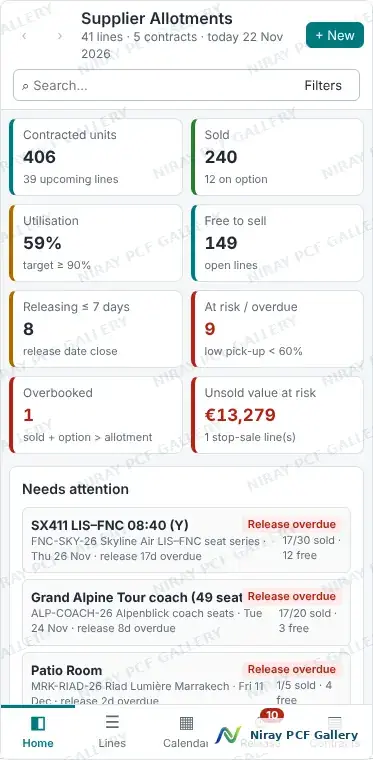 Supplier Allotments
41 lines · 5 contracts · today 22 Nov
2026
+ New
Search...
Filters
Contracted units
406
39 upcoming lines
Sold
240
12 on option
Utilisation
59%
target ≥ 90%
Free to sell
149
open lines
Releasing ≤ 7 days
8
release date close
At risk / overdue
9
low pick-up < 60%
Overbooked
1
sold + option > allotment
Unsold value at risk
€13,279
1 stop-sale line(s)
Needs attention
SX411 LIS–FNC 08:40 (Y)
Release overdue
FNC-SKY-26 Skyline Air LIS–FNC seat series ·
Thu 26 Nov · release 17d overdue
17/30 sold ·
12 free
Grand Alpine Tour coach (49 seat
Release overdue
ALP-COACH-26 Alpenblick coach seats · Tue
24 Nov · release 8d overdue
17/20 sold ·
3 free
Patio Room
Release overdue
MRK-RIAD-26 Riad Lumière Marrakech · Fri 11
Dec · release 2d overdue
1/5 sold · 4
free
Home
Lines
Calendar
10
Release
Contracts
Niray PCF Gallery
NIRAY PCF GALLERY